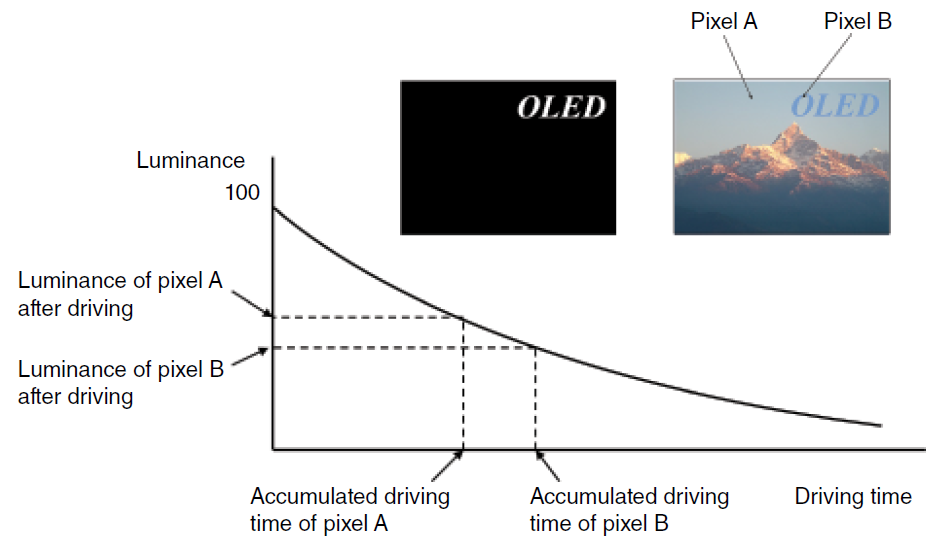 Pixel A
Pixel B
OLED
OLED
Luminance
100
Luminance of pixel A
after driving
Luminance of pixel B
after driving
Accumulated driving
time of pixel A
Accumulated driving
time of pixel B
Driving time